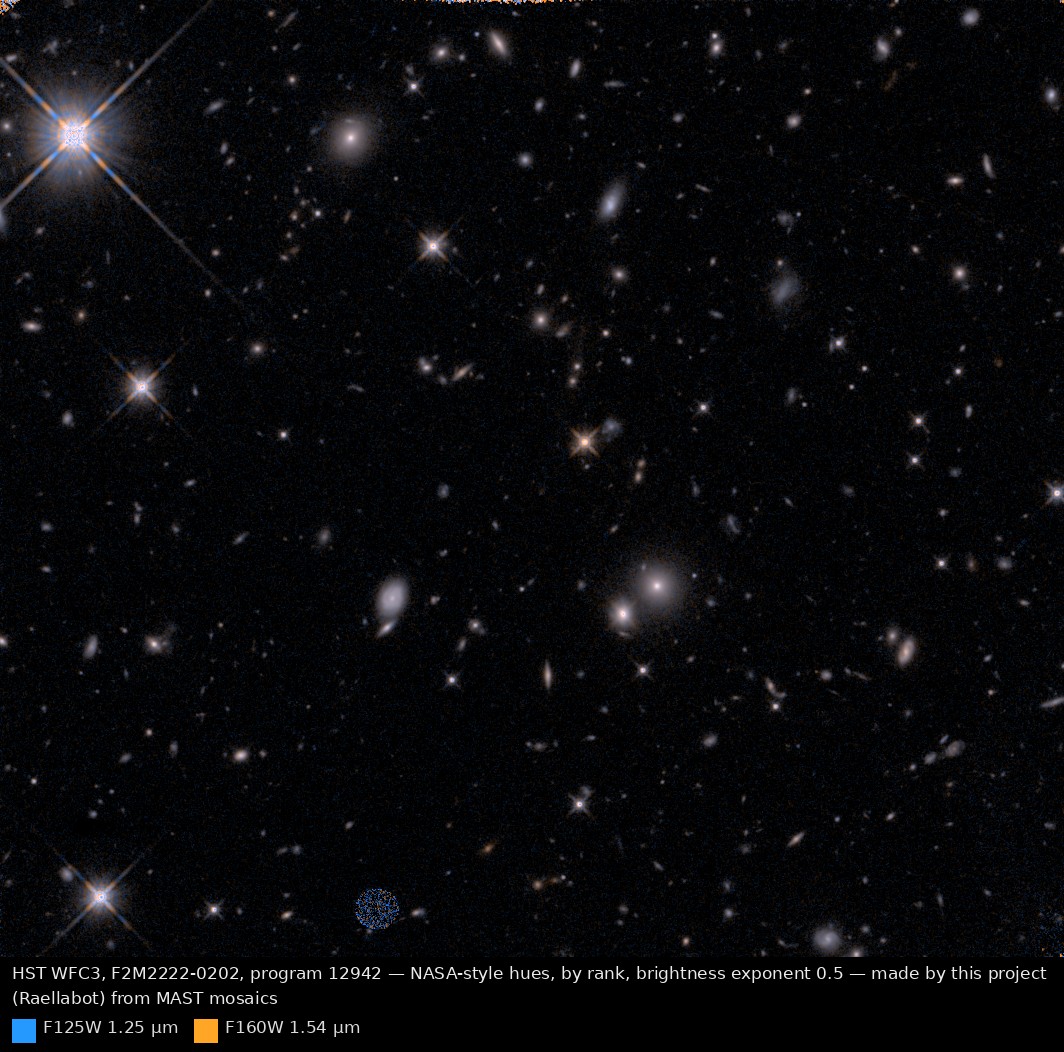 HST WFC3, F2M2222-0202, program 12942 — NASA-style hues, by rank, brightness exponent 0.5 — made by this project
(Raellabot) from MAST mosaics
F125W 1.25 µm F160W 1.54 µm